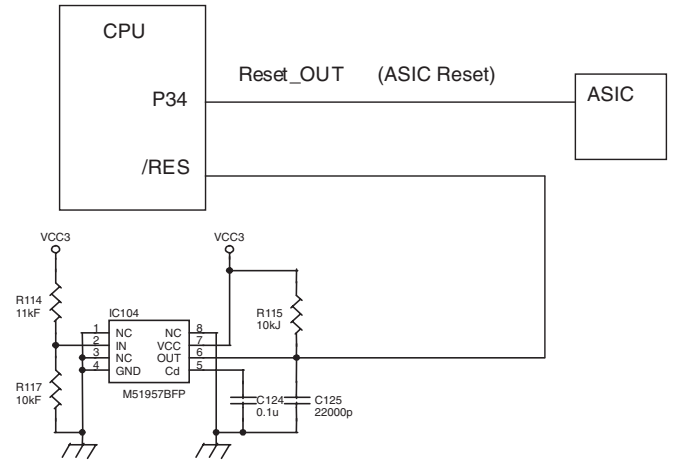 CPU
Reset_OUT (ASIC Reset)
P34
ASIC
/RES
VCC3
VCC3
R114
11kF
IC104
R115
10kJ
1 NC NC 8
2 IN VCC 7
3 NC OUT 6
4 GND Cd 5
R117
10kF
M51957BFP
C124
0.1u
C125
22000p